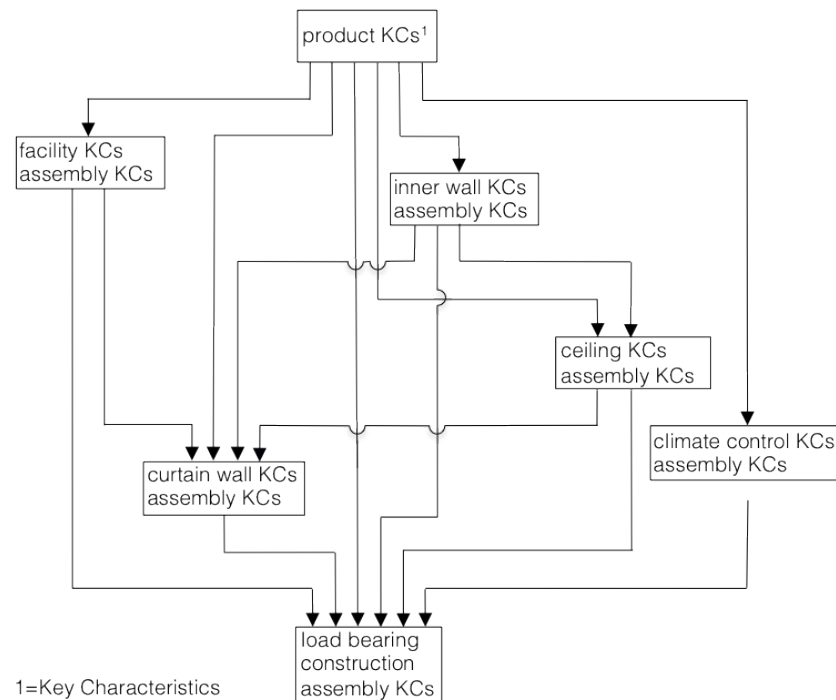 product KCs¹
facility KCs
assembly KCs
inner wall KCs
assembly KCs
ceiling KCs
assembly KCs
climate control KCs
assembly KCs
curtain wall KCs
assembly KCs
load bearing
construction
assembly KCs
1=Key Characteristics